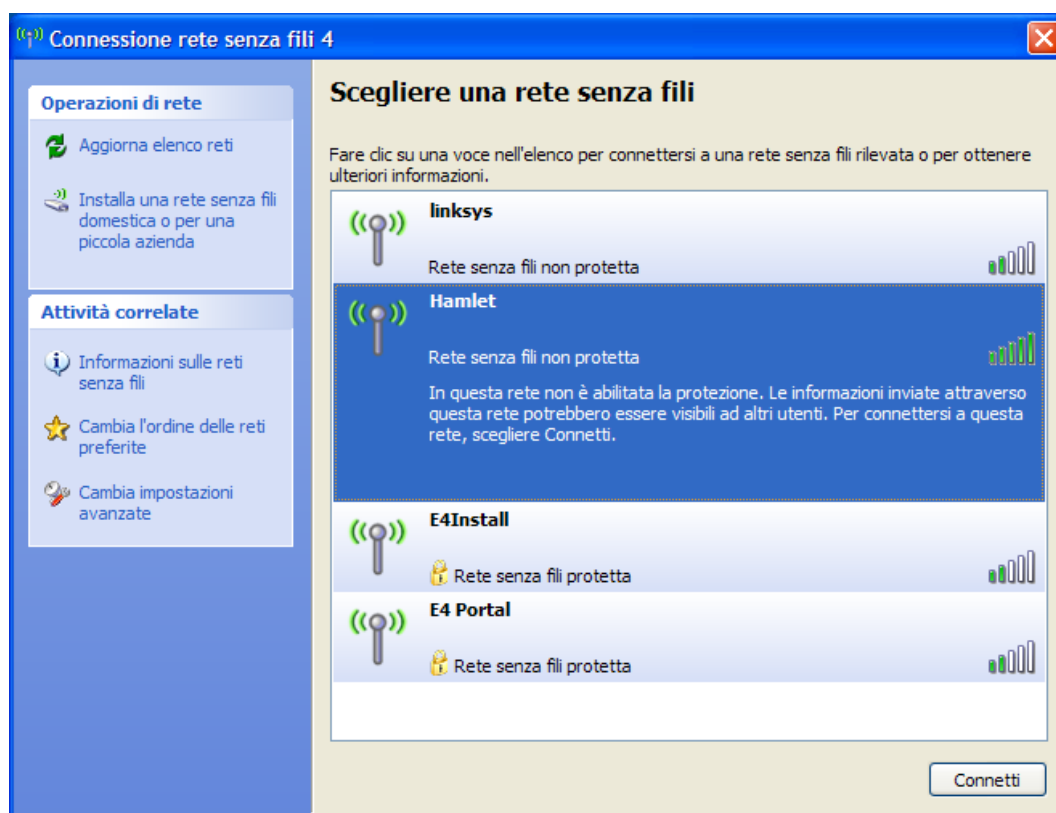 Connessione rete senza fili 4
Operazioni di rete
Aggiorna elenco reti
Installa una rete senza fili
domestica o per una
piccola azienda
Attività correlate
Informazioni sulle reti
senza fili
Cambia l'ordine delle reti
preferite
Cambia impostazioni
avanzate
Scegliere una rete senza fili
Fare clic su una voce nell'elenco per connettersi a una rete senza fili rilevata o per ottenere
ulteriori informazioni.
linksys
Rete senza fili non protetta
Hamlet
Rete senza fili non protetta
In questa rete non è abilitata la protezione. Le informazioni inviate attraverso
questa rete potrebbero essere visibili ad altri utenti. Per connettersi a questa
rete, scegliere Connetti.
E4Install
Rete senza fili protetta
E4 Portal
Rete senza fili protetta
Connetti